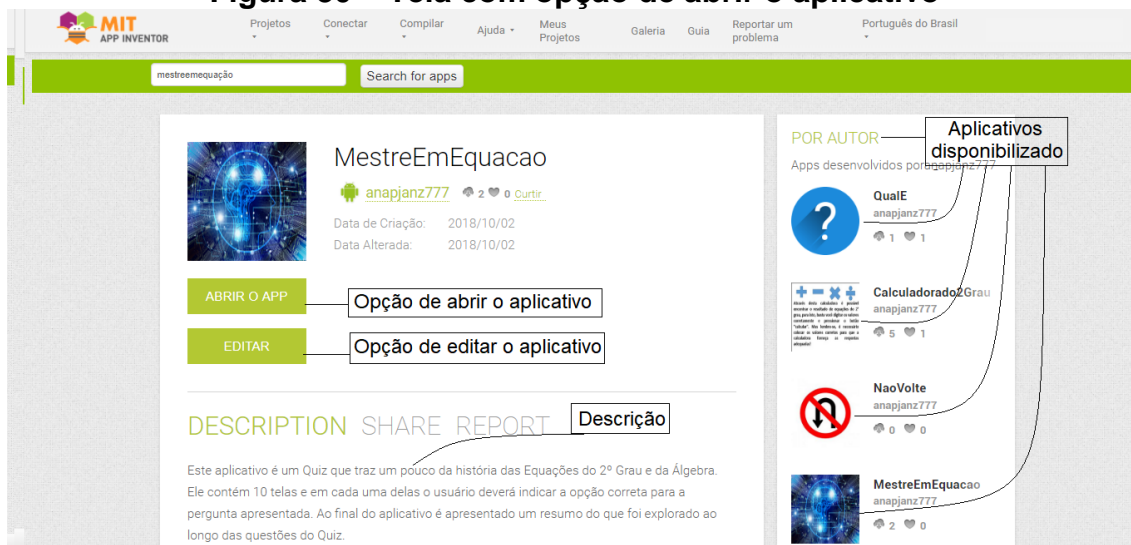 MIT
APP INVENTOR
Projetos
Conectar
Compilar
Ajuda
Meus
Projetos
Galeria
Guia
Reportar um
problema
Português do Brasil
mestreemequação
Search for apps
MestreEmEquacao
anapjanz777 2 0 Curtir
Data de Criação: 2018/10/02
Data Alterada: 2018/10/02
ABRIR O APP
Opção de abrir o aplicativo
EDITAR
Opção de editar o aplicativo
DESCRIPTION SHARE REPORT
Descrição
Este aplicativo é um Quiz que traz um pouco da história das Equações do 2º Grau e da Álgebra.
Ele contém 10 telas e em cada uma delas o usuário deverá indicar a opção correta para a
pergunta apresentada. Ao final do aplicativo é apresentado um resumo do que foi explorado ao
longo das questões do Quiz.
POR AUTOR
Aplicativos
disponibilizado
Apps desenvolvidos por anapjanz777
QualE
anapjanz777
1 1
Calculadorado2Grau
anapjanz777
5 1
NaoVolte
anapjanz777
0 0
MestreEmEquacao
anapjanz777
2 0